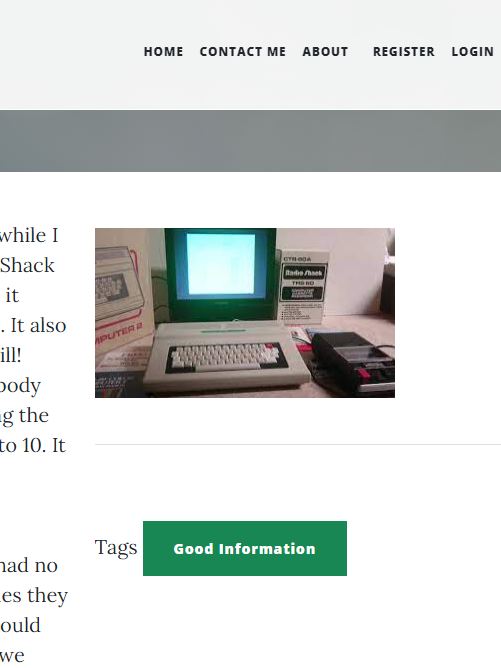 HOME CONTACT ME ABOUT REGISTER LOGIN
while I
Shack
it
. It also
ill!
body
ng the
to 10. It
had no
es they
ould
we
CTR-80A
Radio Shack
TRS-80
MPUTER 2
Tags Good Information